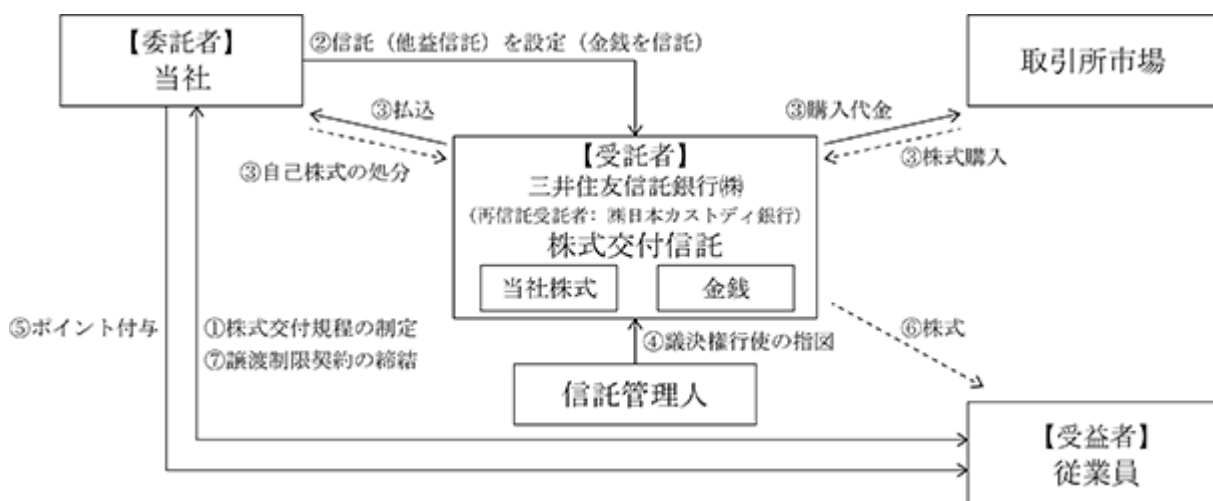 【委託者】
当社
②信託（他益信託）を設定（金銭を信託）
取引所市場
③払込
③購入代金
③自己株式の処分
③株式購入
【受託者】
三井住友信託銀行㈱
（再信託受託者：㈱日本カストディ銀行）
株式交付信託
当社株式
金銭
⑤ポイント付与
①株式交付規程の制定
⑦譲渡制限契約の締結
④議決権行使の指図
⑥株式
信託管理人
【受益者】
従業員